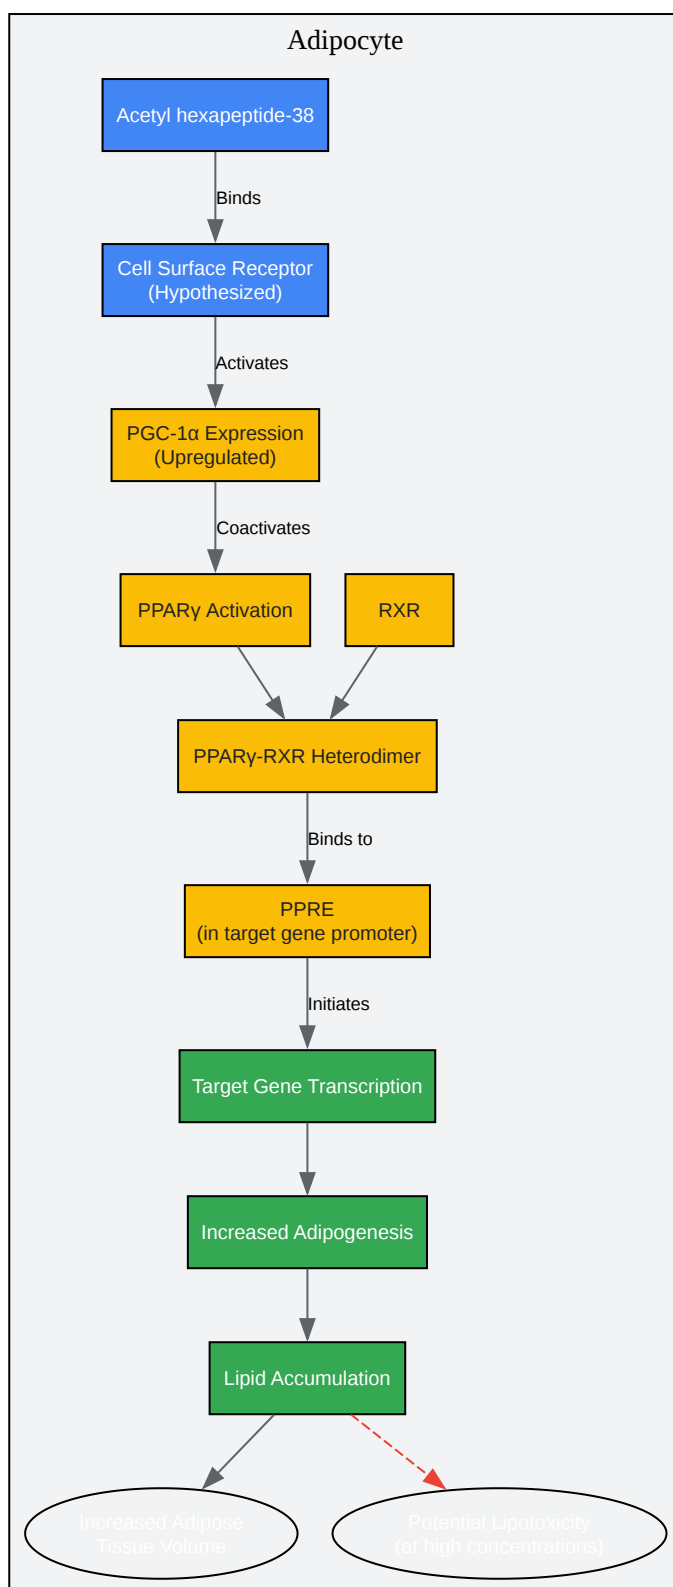 Adipocyte
Acetyl hexapeptide-38
Binds
Cell Surface Receptor
(Hypothesized)
Activates
PGC-1α Expression
(Upregulated)
Coactivates
PPARγ Activation
RXR
PPARγ-RXR Heterodimer
Binds to
PPRE
(in target gene promoter)
Initiates
Target Gene Transcription
Increased Adipogenesis
Lipid Accumulation
Increased Adipose
Tissue Volume
Potential Lipotoxicity
(at high concentrations)